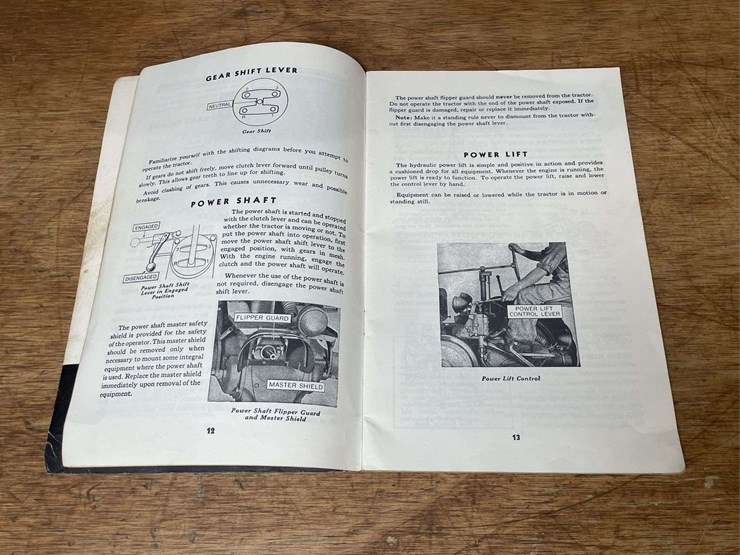 GEAR SHIFT LEVER
NEUTRAL
2
3
R
1
Gear Shift
Familiarize yourself with the shifting diagrams before you attempt to
operate the tractor.
If gears do not shift freely, move clutch lever forward until pulley turns
slowly. This allows gear teeth to line up for shifting.
Avoid clashing of gears. This causes unnecessary wear and possible
breakage.
POWER SHAFT
ENGAGED
DISENGAGED
Power Shaft Shift
Lever in Engaged
Position
The power shaft is started and stopped
with the clutch lever and can be operated
whether the tractor is moving or not. To
put the power shaft into operation, first
move the power shaft shift lever to the
engaged position, with gears in mesh.
With the engine running, engage the
clutch and the power shaft will operate.
Whenever the use of the power shaft is
not required, disengage the power shaft
shift lever.
The power shaft master safety
shield is provided for the safety
of the operator. This master shield
should be removed only when
necessary to mount some integral
equipment where the power shaft
is used. Replace the master shield
immediately upon removal of the
equipment.
FLIPPER GUARD
MASTER SHIELD
Power Shaft Flipper Guard
and Master Shield
12
The power shaft flipper guard should never be removed from the tractor.
Do not operate the tractor with the end of the power shaft exposed. If the
flipper guard is damaged, repair or replace it immediately.
Note: Make it a standing rule never to dismount from the tractor with-
out first disengaging the power shaft lever.
POWER LIFT
The hydraulic power lift is simple and positive in action and provides
a cushioned drop for all equipment. Whenever the engine is running, the
power lift is ready to function. To operate the power lift, raise and lower
the control lever by hand.
Equipment can be raised or lowered while the tractor is in motion or
standing still.
POWER LIFT
CONTROL LEVER
Power Lift Control
13